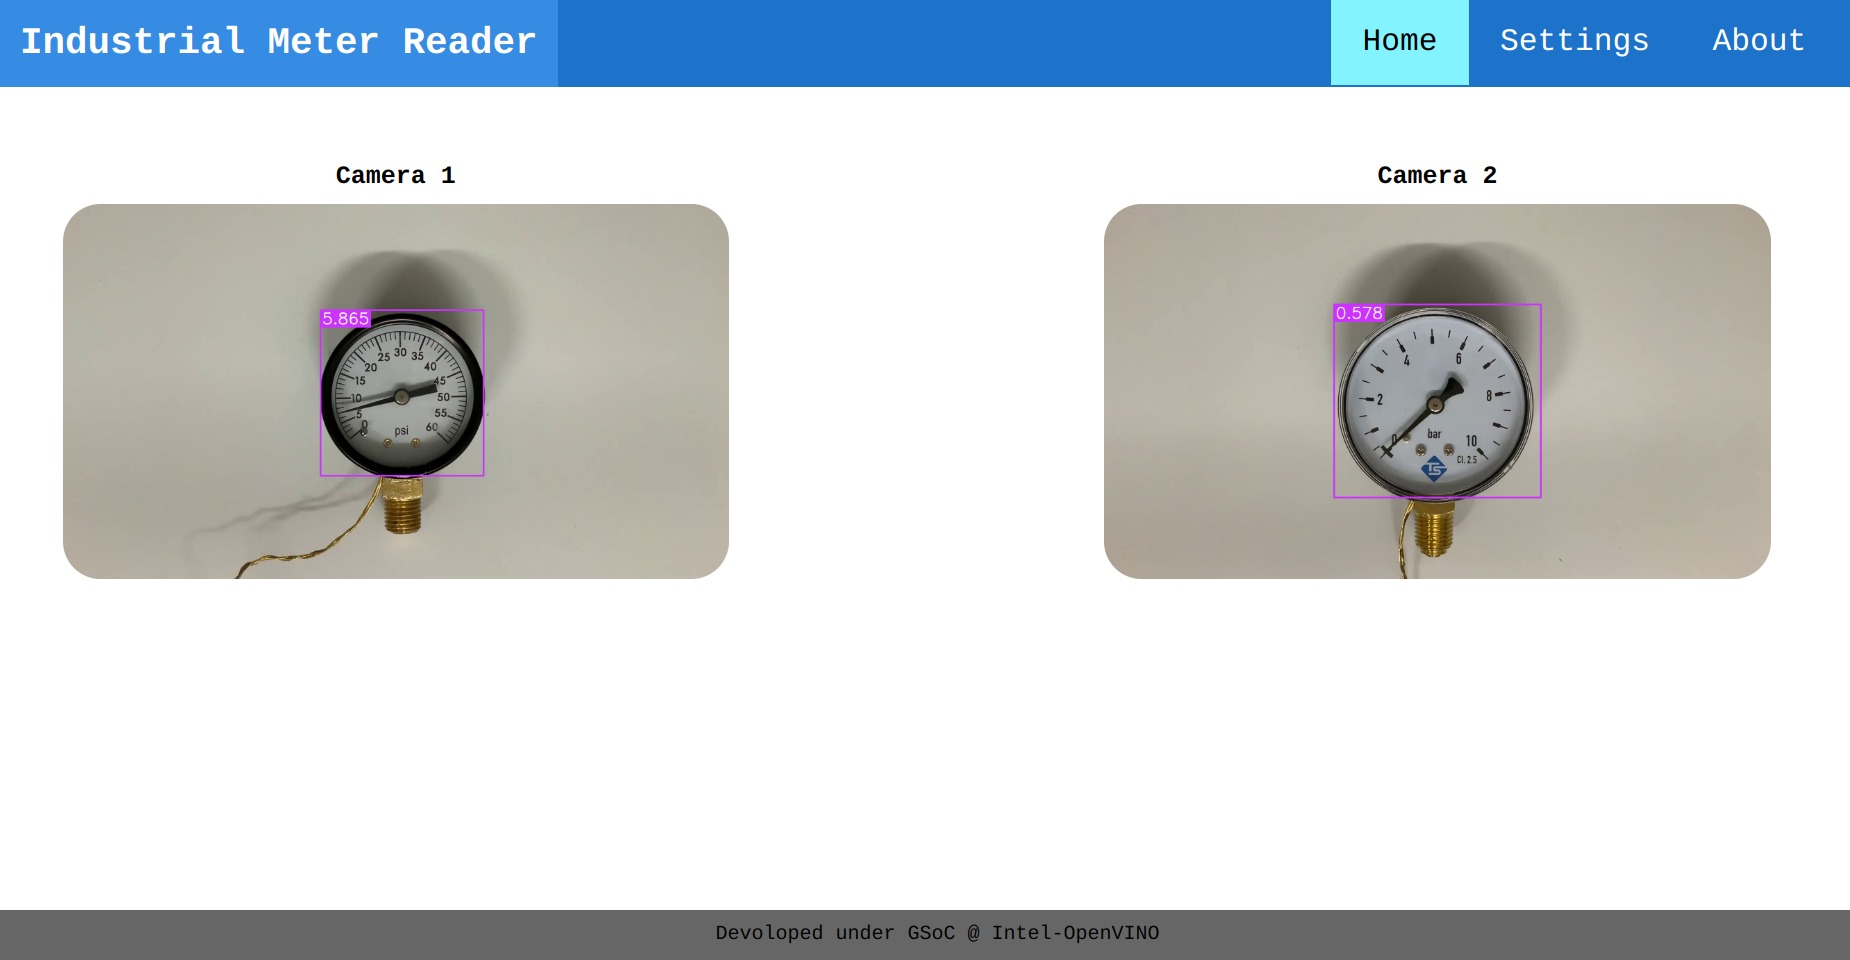 Industrial Meter Reader
Home
Settings
About
Camera 1
Camera 2
5.865
0
5
10
15
20
25
30
35
40
45
50
55
60
psi
0.578
0
2
4
6
8
10
bar
TS
Cl.2.5
Devoloped under GSoC @ Intel-OpenVINO